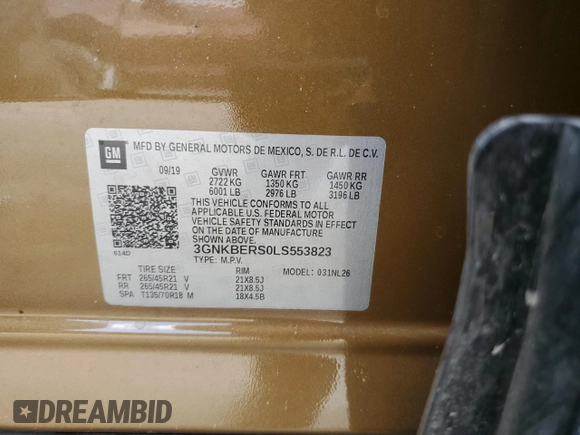 GM
MFD BY GENERAL MOTORS DE MEXICO, S. DE R.L. DE C.V.
09/19 GVWR GAWR FRT GAWR RR
2722 KG 1350 KG 1450 KG
6001 LB 2976 LB 3196 LB
THIS VEHICLE CONFORMS TO ALL
APPLICABLE U.S. FEDERAL MOTOR
VEHICLE SAFETY STANDARDS IN EFFECT
ON THE DATE OF MANUFACTURE
SHOWN ABOVE.
614D 3GNKBERS0LS553823
TYPE: M.P.V.
TIRE SIZE RIM MODEL: 031NL26
FRT 265/45R21 V 21X8.5J
RR 265/45R21 V 21X8.5J
SPA T135/70R18 M 18X4.5B
DREAMBID